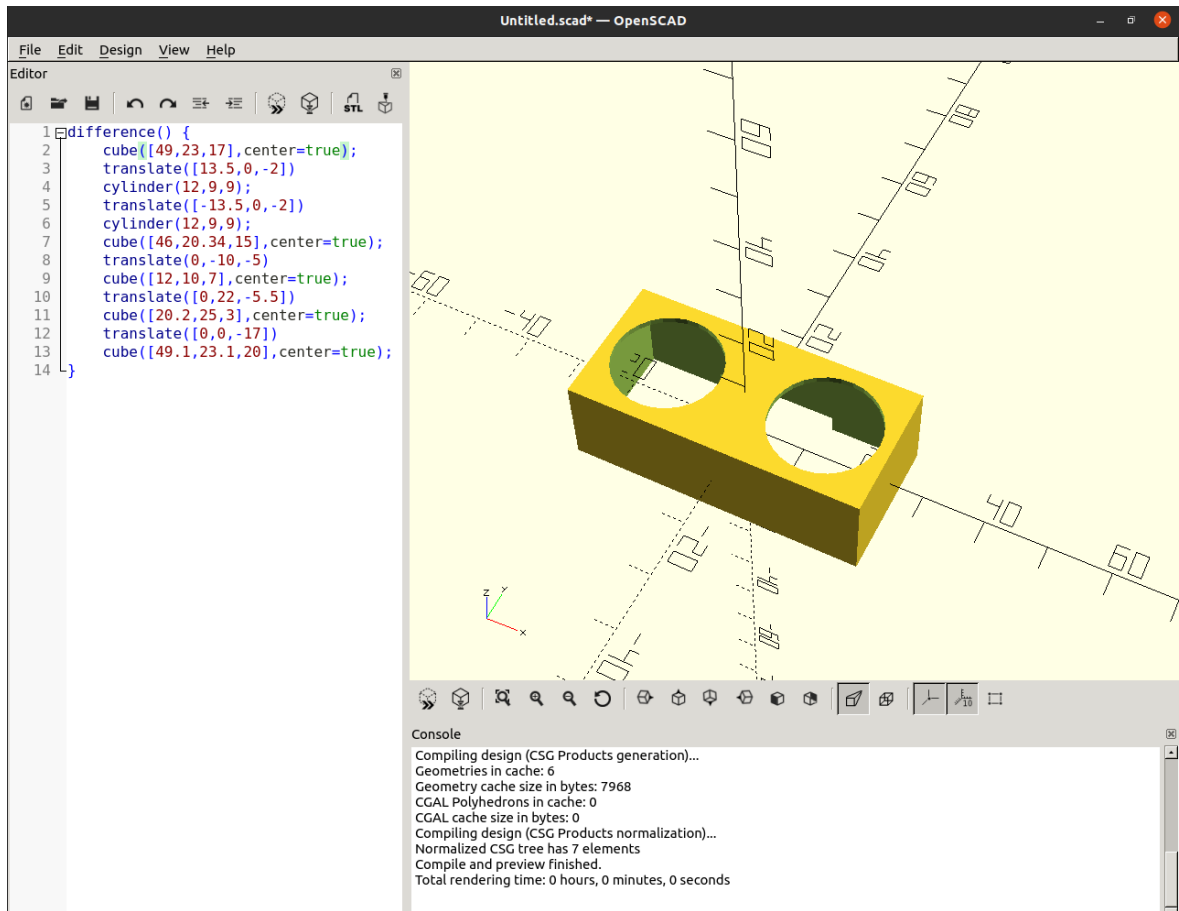 Untitled.scad* — OpenSCAD
File Edit Design View Help
Editor
STL
1 difference() {
2 cube([49,23,17],center=true);
3 translate([13.5,0,-2])
4 cylinder(12,9,9);
5 translate([-13.5,0,-2])
6 cylinder(12,9,9);
7 cube([46,20.34,15],center=true);
8 translate(0,-10,-5)
9 cube([12,10,7],center=true);
10 translate([0,22,-5.5])
11 cube([20.2,25,3],center=true);
12 translate([0,0,-17])
13 cube([49.1,23.1,20],center=true);
14 }
60
80
60
40
40
-60
-40
20
20
-20
40
60
-40
z
y
x
10
Console
Compiling design (CSG Products generation)...
Geometries in cache: 6
Geometry cache size in bytes: 7968
CGAL Polyhedrons in cache: 0
CGAL cache size in bytes: 0
Compiling design (CSG Products normalization)...
Normalized CSG tree has 7 elements
Compile and preview finished.
Total rendering time: 0 hours, 0 minutes, 0 seconds